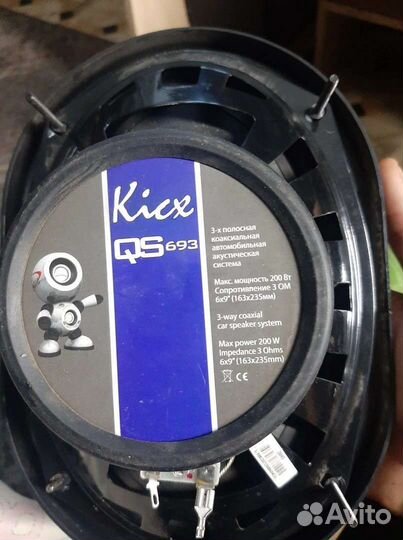 Kicx
QS693
3-х полосная
коаксиальная
автомобильная
акустическая
система
Макс. мощность 200 Вт
Сопротивление 3 ОМ
6x9" (163x235мм)
3-way coaxial
car speaker system
Max power 200 W
Impedance 3 Ohms
6x9" (163x235mm)
CE
Avito